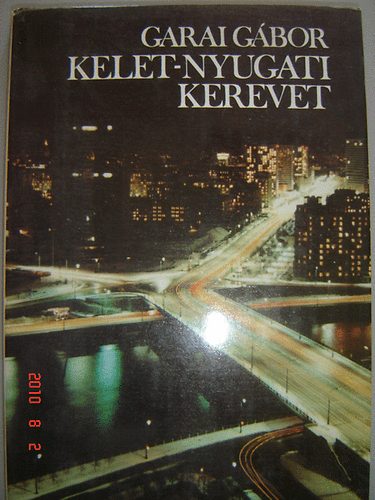 GARAI GÁBOR
KELET-NYUGATI
KEREVET
2010 8 2